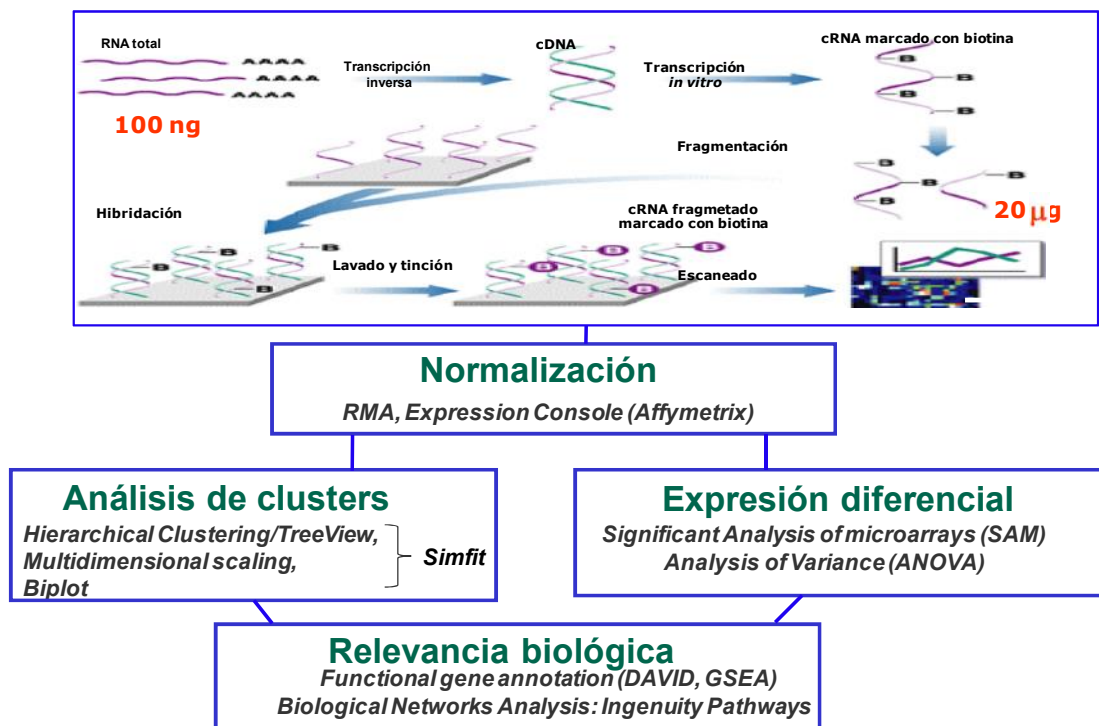 RNA total
AAAA
AAAA
AAAA
100 ng
Transcripción
inversa
cDNA
Transcripción
in vitro
cRNA marcado con biotina
B
B
B
B
Fragmentación
B
B
B
B
20 µg
Hibridación
B
B
B
B
Lavado y tinción
cRNA fragmetado
marcado con biotina
B
B
B
B
Escaneado
Normalización
RMA, Expression Console (Affymetrix)
Análisis de clusters
Hierarchical Clustering/TreeView,
Multidimensional scaling,
Biplot
Simfit
Expresión diferencial
Significant Analysis of microarrays (SAM)
Analysis of Variance (ANOVA)
Relevancia biológica
Functional gene annotation (DAVID, GSEA)
Biological Networks Analysis: Ingenuity Pathways